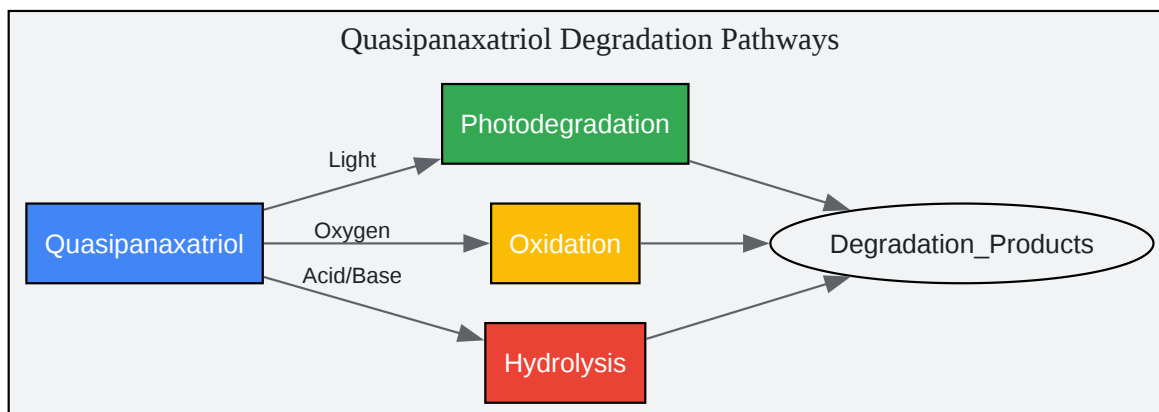 Quasipanaxatriol Degradation Pathways
Photodegradation
Light
Quasipanaxatriol
Oxygen
Oxidation
Degradation_Products
Acid/Base
Hydrolysis